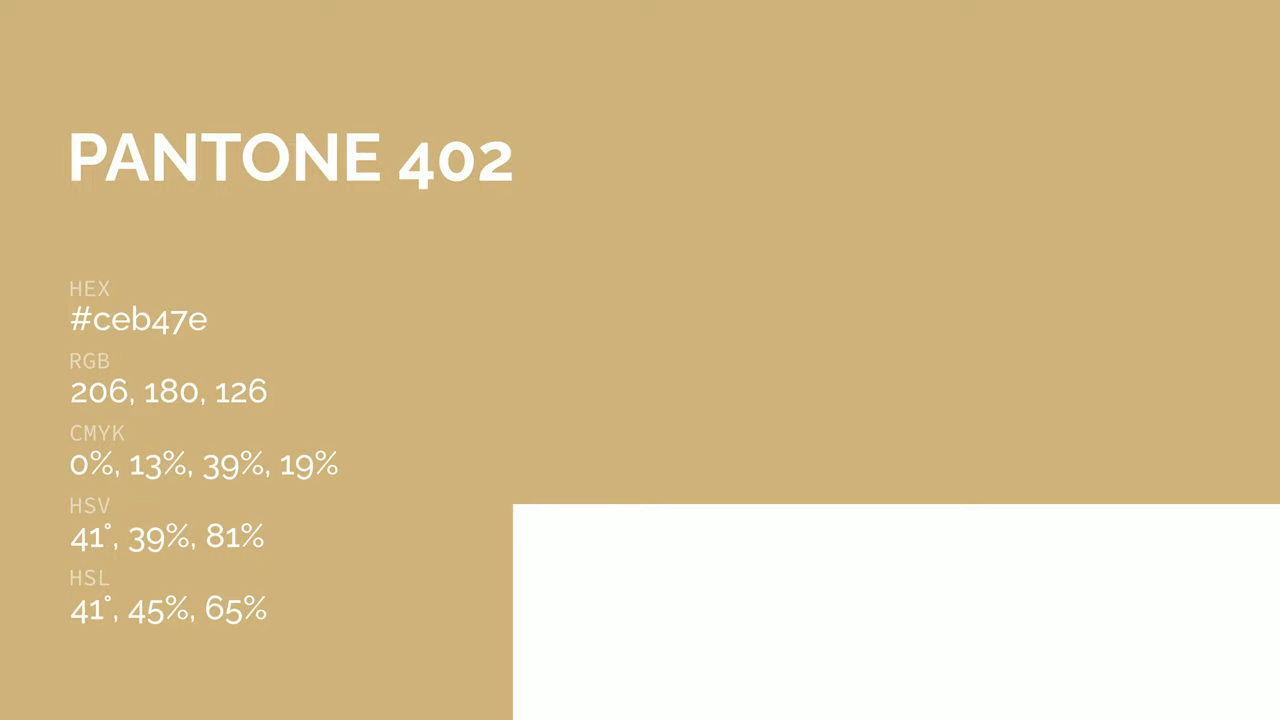 PANTONE 402
HEX
#ceb47e
RGB
206, 180, 126
CMYK
0%, 13%, 39%, 19%
HSV
41°, 39%, 81%
HSL
41°, 45%, 65%